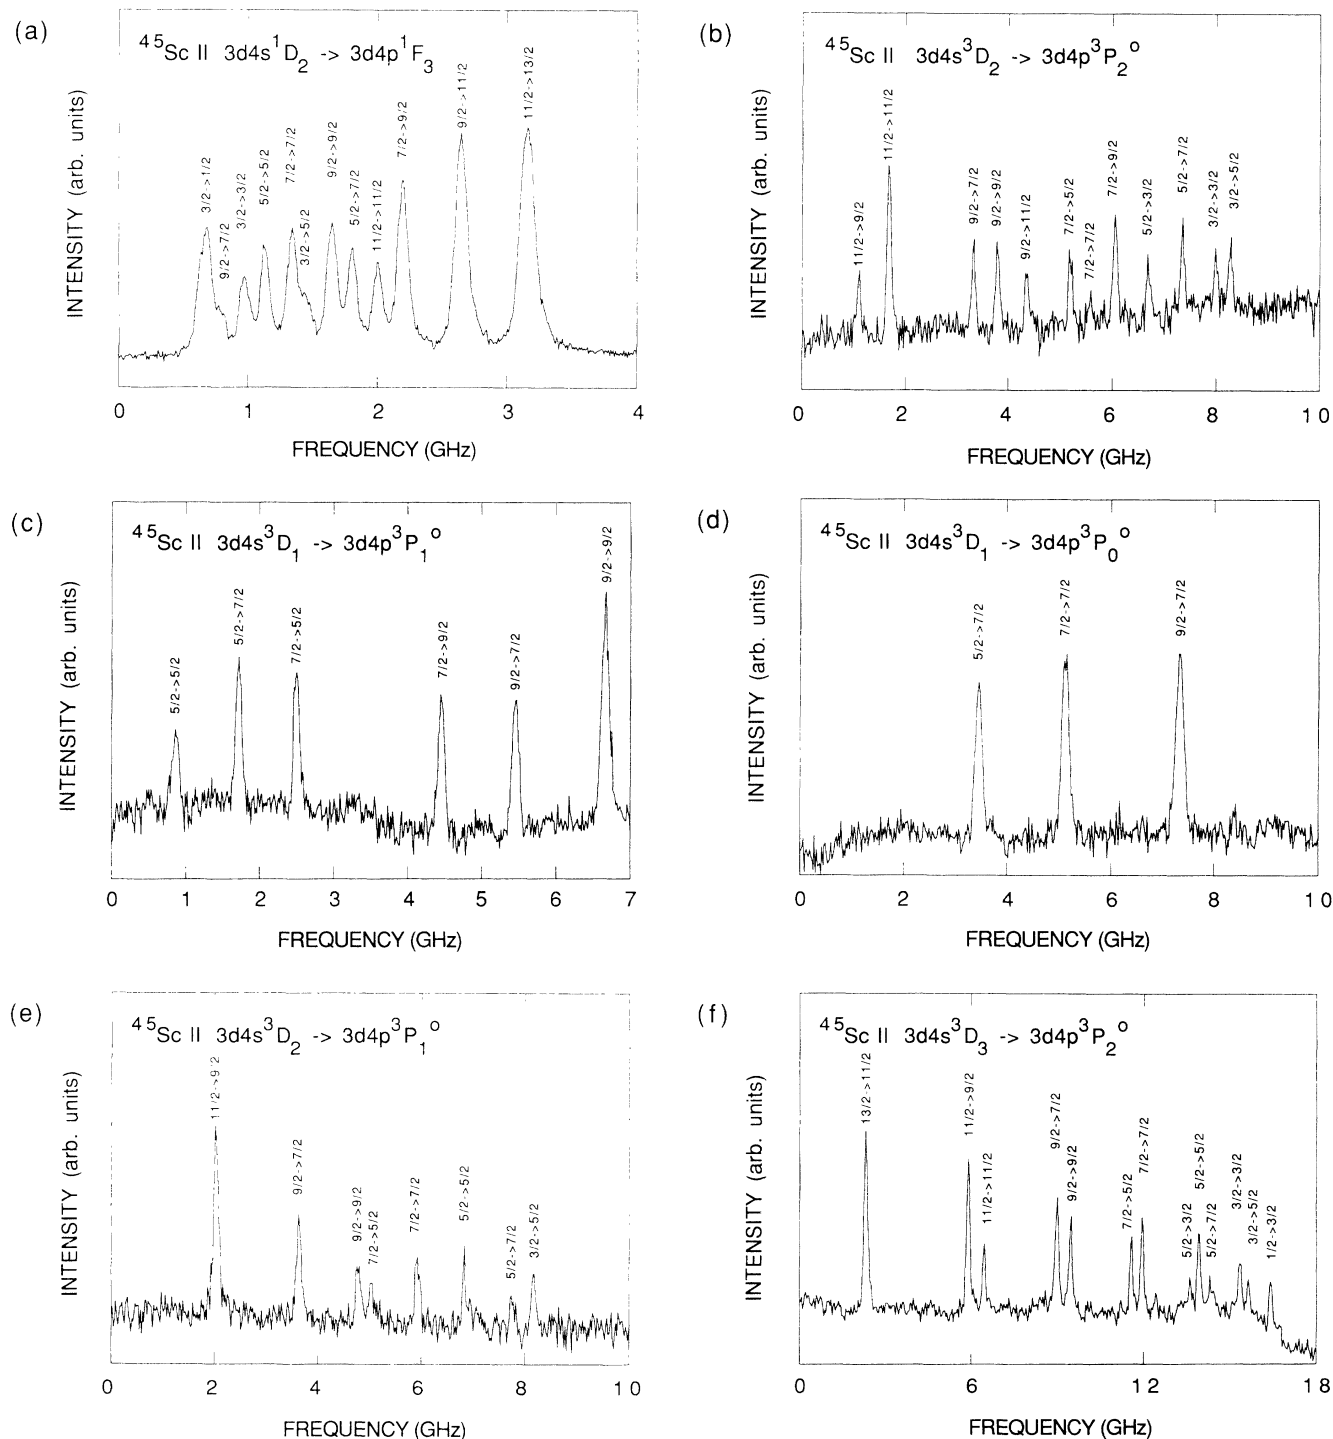 (a)
⁴⁵Sc II 3d4s¹D₂ -> 3d4p¹F₃
INTENSITY (arb. units)
3/2->1/2
9/2->7/2
3/2->3/2
5/2->5/2
7/2->7/2
3/2->5/2
9/2->9/2
5/2->7/2
11/2->11/2
7/2->9/2
9/2->11/2
11/2->13/2
0 1 2 3 4
FREQUENCY (GHz)
(b)
⁴⁵Sc II 3d4s³D₂ -> 3d4p³P₂ᵒ
INTENSITY (arb. units)
11/2->9/2
11/2->11/2
9/2->7/2
9/2->9/2
9/2->11/2
7/2->5/2
7/2->7/2
7/2->9/2
5/2->3/2
5/2->7/2
3/2->3/2
3/2->5/2
0 2 4 6 8 10
FREQUENCY (GHz)
(c)
⁴⁵Sc II 3d4s³D₁ -> 3d4p³P₁ᵒ
INTENSITY (arb. units)
5/2->5/2
5/2->7/2
7/2->5/2
7/2->9/2
9/2->7/2
9/2->9/2
0 1 2 3 4 5 6 7
FREQUENCY (GHz)
(d)
⁴⁵Sc II 3d4s³D₁ -> 3d4p³P₀ᵒ
INTENSITY (arb. units)
5/2->7/2
7/2->7/2
9/2->7/2
0 2 4 6 8 10
FREQUENCY (GHz)
(e)
⁴⁵Sc II 3d4s³D₂ -> 3d4p³P₁ᵒ
INTENSITY (arb. units)
11/2->9/2
9/2->7/2
9/2->9/2
7/2->5/2
7/2->7/2
5/2->5/2
5/2->7/2
3/2->5/2
0 2 4 6 8 10
FREQUENCY (GHz)
(f)
⁴⁵Sc II 3d4s³D₃ -> 3d4p³P₂ᵒ
INTENSITY (arb. units)
13/2->11/2
11/2->9/2
11/2->11/2
9/2->7/2
9/2->9/2
7/2->5/2
7/2->7/2
5/2->3/2
5/2->5/2
5/2->7/2
3/2->3/2
3/2->5/2
1/2->3/2
0 6 12 18
FREQUENCY (GHz)